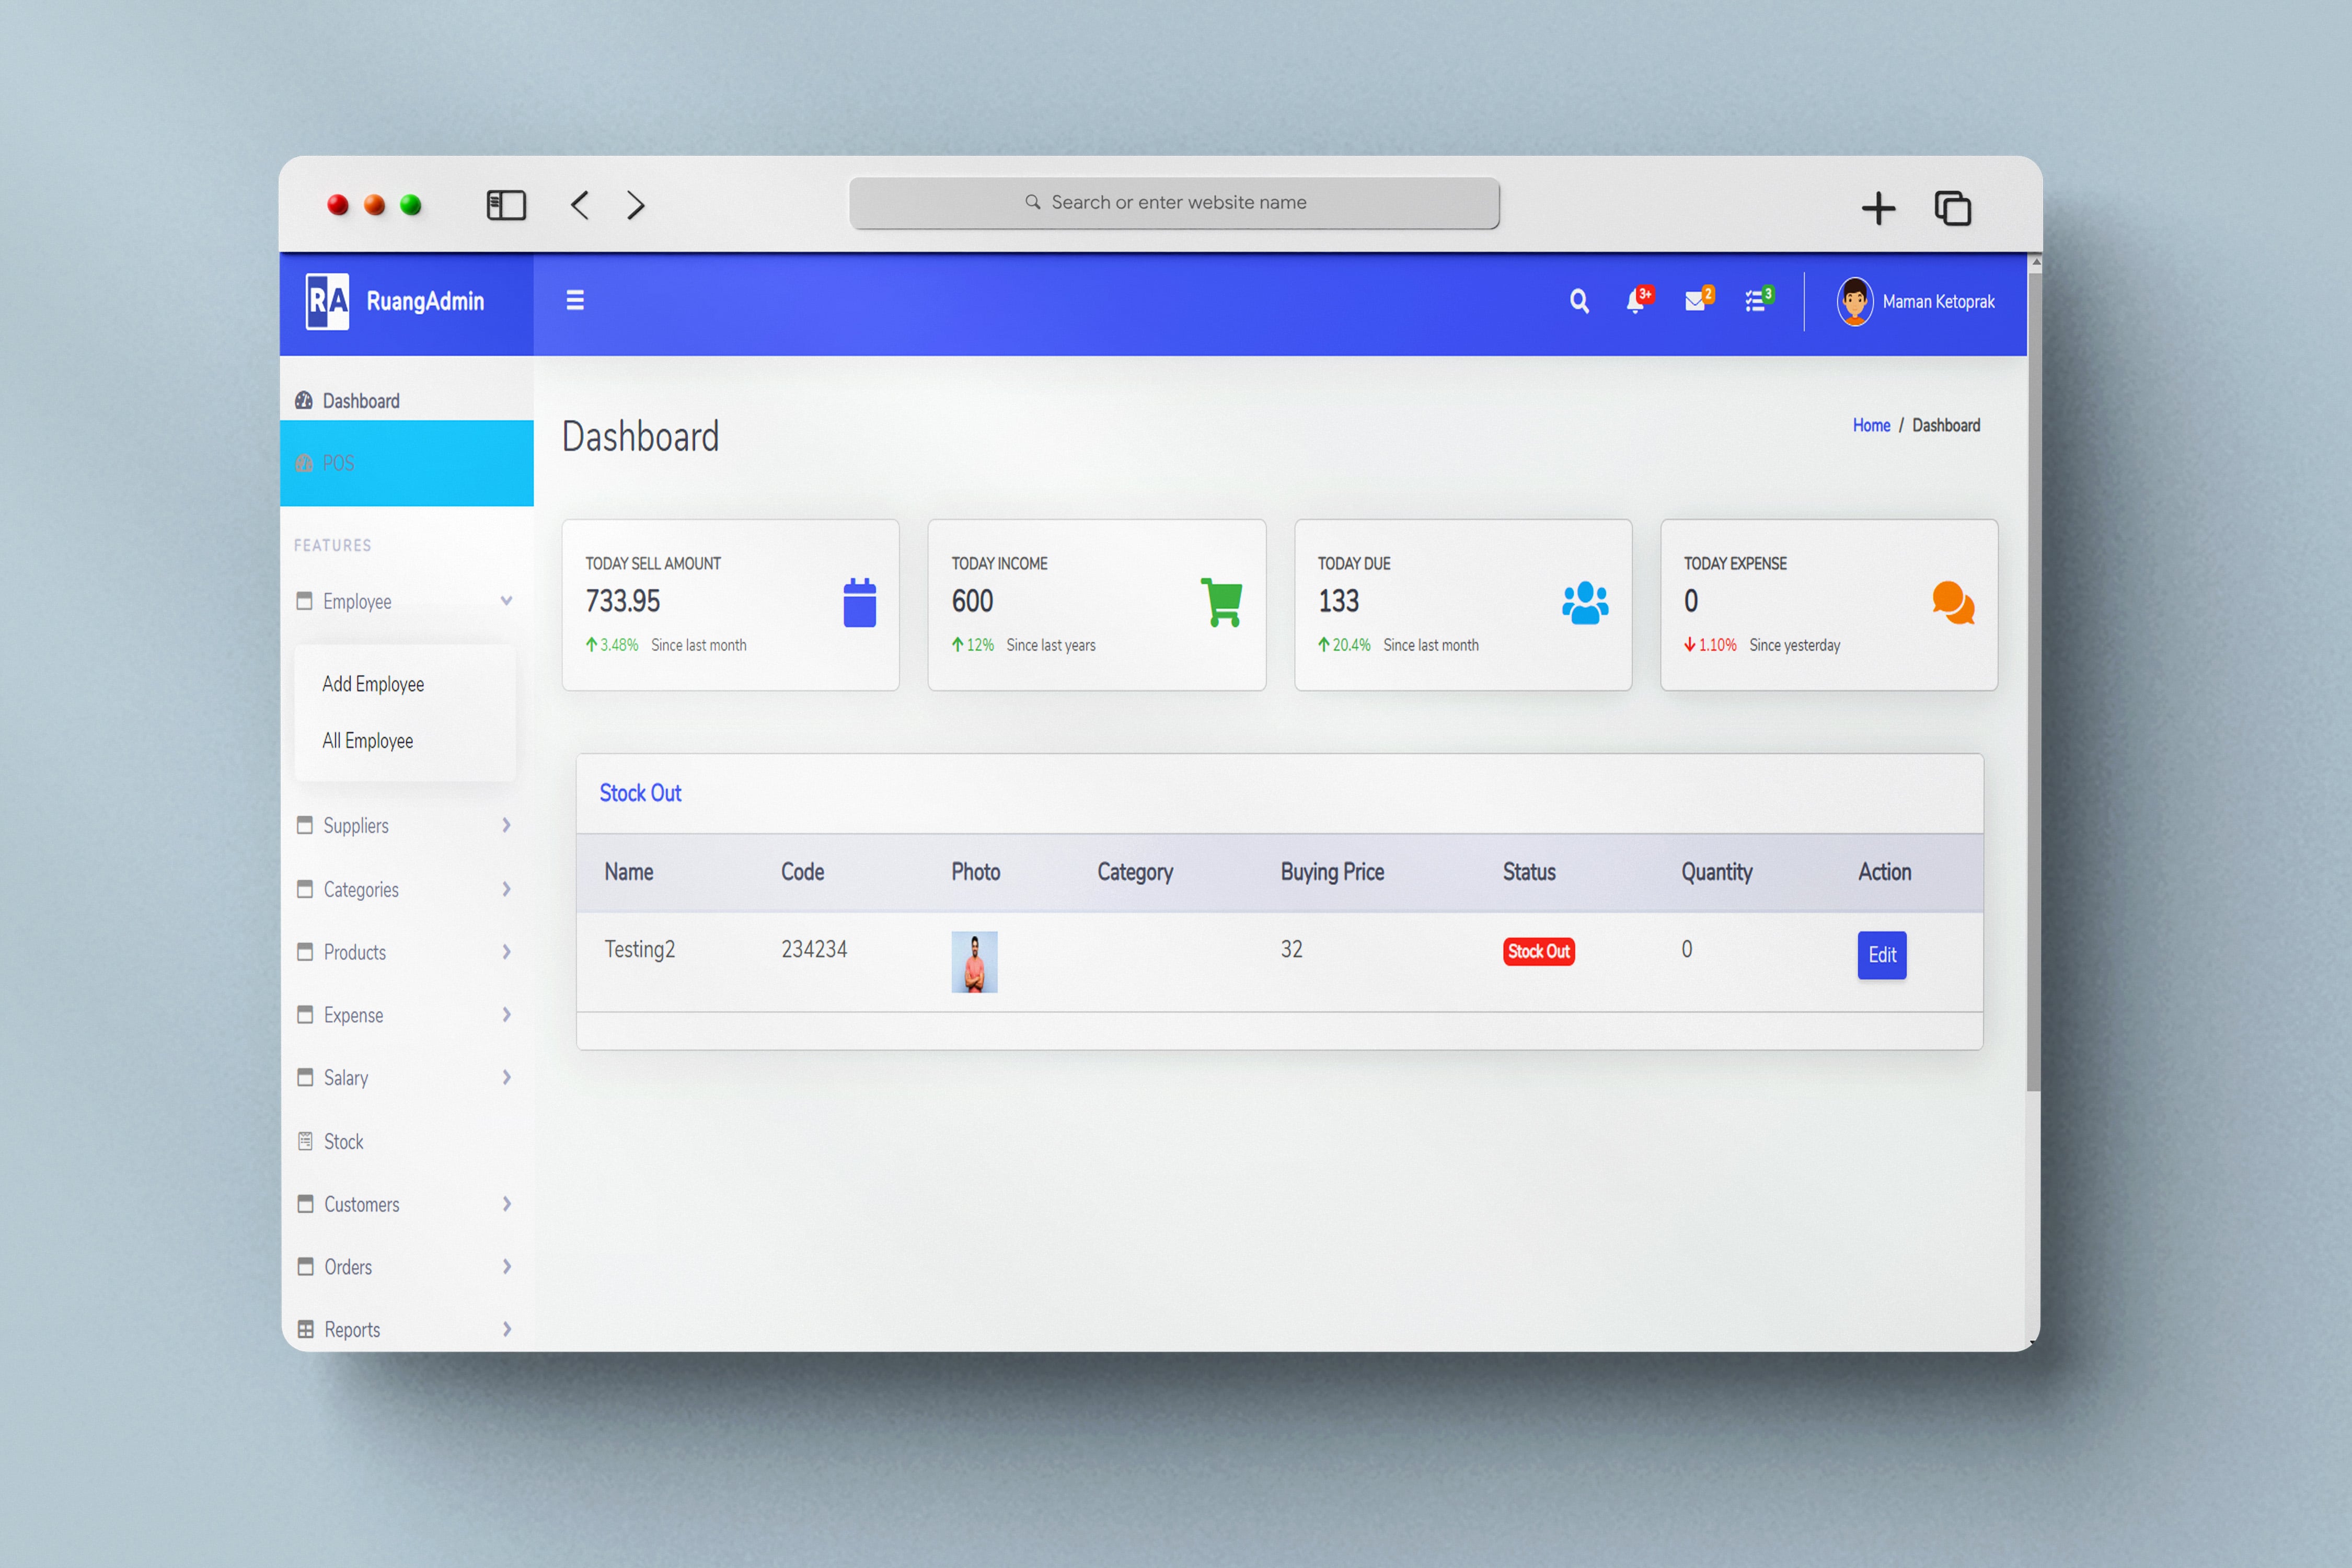 Search or enter website name
RA RuangAdmin
3+ 2 3 Maman Ketoprak
Dashboard
POS
FEATURES
Employee
Add Employee
All Employee
Suppliers
Categories
Products
Expense
Salary
Stock
Customers
Orders
Reports
Dashboard
Home / Dashboard
TODAY SELL AMOUNT
733.95
3.48% Since last month
TODAY INCOME
600
12% Since last years
TODAY DUE
133
20.4% Since last month
TODAY EXPENSE
0
1.10% Since yesterday
Stock Out
Name Code Photo Category Buying Price Status Quantity Action
Testing2 234234 32 Stock Out 0 Edit